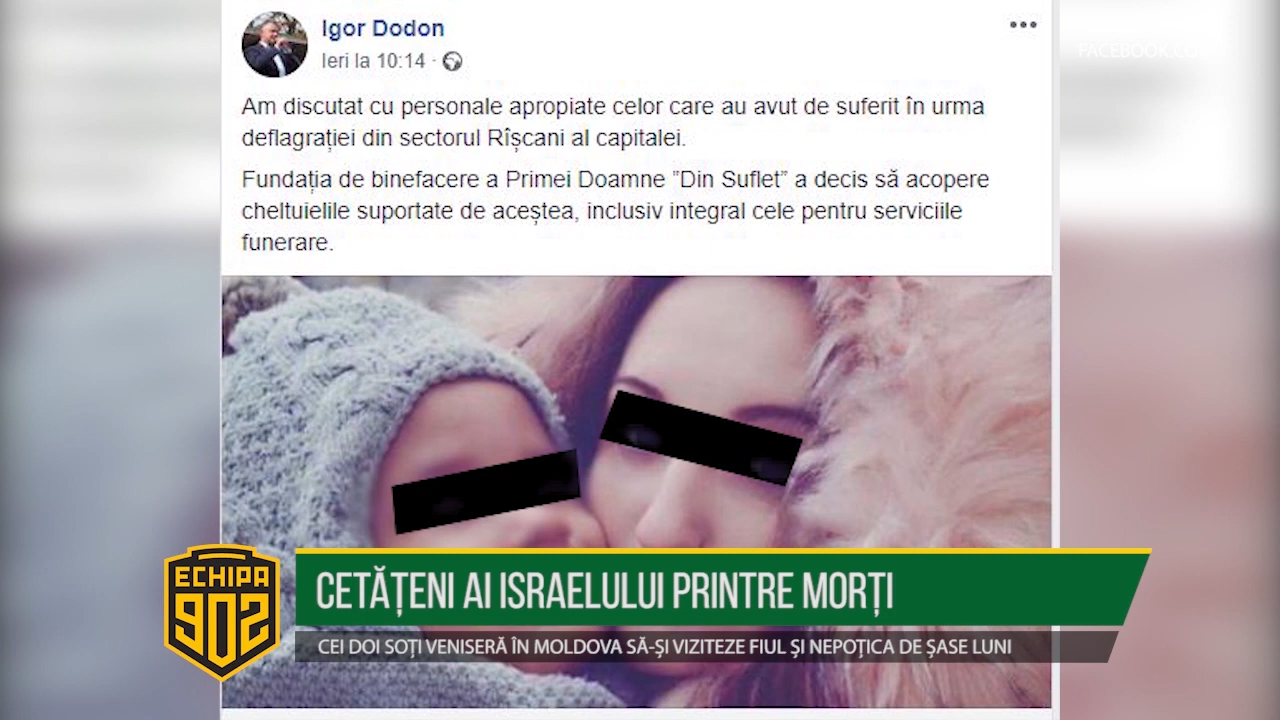 Igor Dodon
Ieri la 10:14 ·
FACEBOOK.CO
Am discutat cu personale apropiate celor care au avut de suferit în urma
deflagrației din sectorul Rîșcani al capitalei.
Fundația de binefacere a Primei Doamne ”Din Suflet” a decis să acopere
cheltuielile suportate de aceștea, inclusiv integral cele pentru serviciile
funerare.
ECHIPA
902
CETĂȚENI AI ISRAELULUI PRINTRE MORȚI
CEI DOI SOȚI VENISERĂ ÎN MOLDOVA SĂ-ȘI VIZITEZE FIUL ȘI NEPOȚICA DE ȘASE LUNI